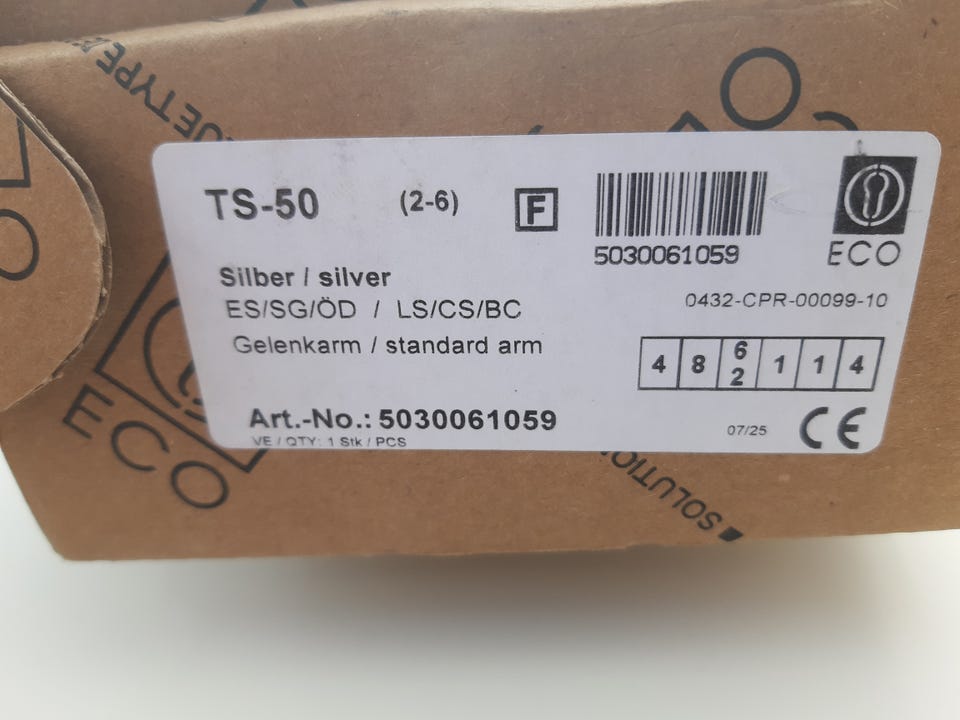 TS-50 (2-6) F
5030061059
ECO
Silber / silver
ES/SG/ÖD / LS/CS/BC
0432-CPR-00099-10
Gelenkarm / standard arm
4 8 6 2 1 1 4
Art.-No.: 5030061059
07/25 CE
VE / QTY: 1 Stk / PCS
ECO
SOLUTION